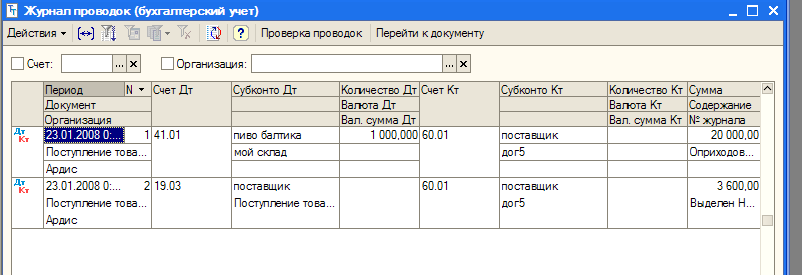 Журнал проводок (бухгалтерский учет)
Действия Проверка проводок Перейти к документу
Счет: ... x Организация: ... x
Период N Счет Дт Субконто Дт Количество Дт Счет Кт Субконто Кт Количество Кт Сумма
Документ Валюта Дт Валюта Кт Содержание
Организация Вал. сумма Дт Вал. сумма Кт № журнала
Дт Кт 23.01.2008 0:... 1 41.01 пиво балтика 1 000,000 60.01 поставщик 20 000,00
Поступление това... мой склад дог5 Оприходов...
Ардис
Дт Кт 23.01.2008 0:... 2 19.03 поставщик 60.01 поставщик 3 600,00
Поступление това... Поступление това... дог5 Выделен Н...
Ардис